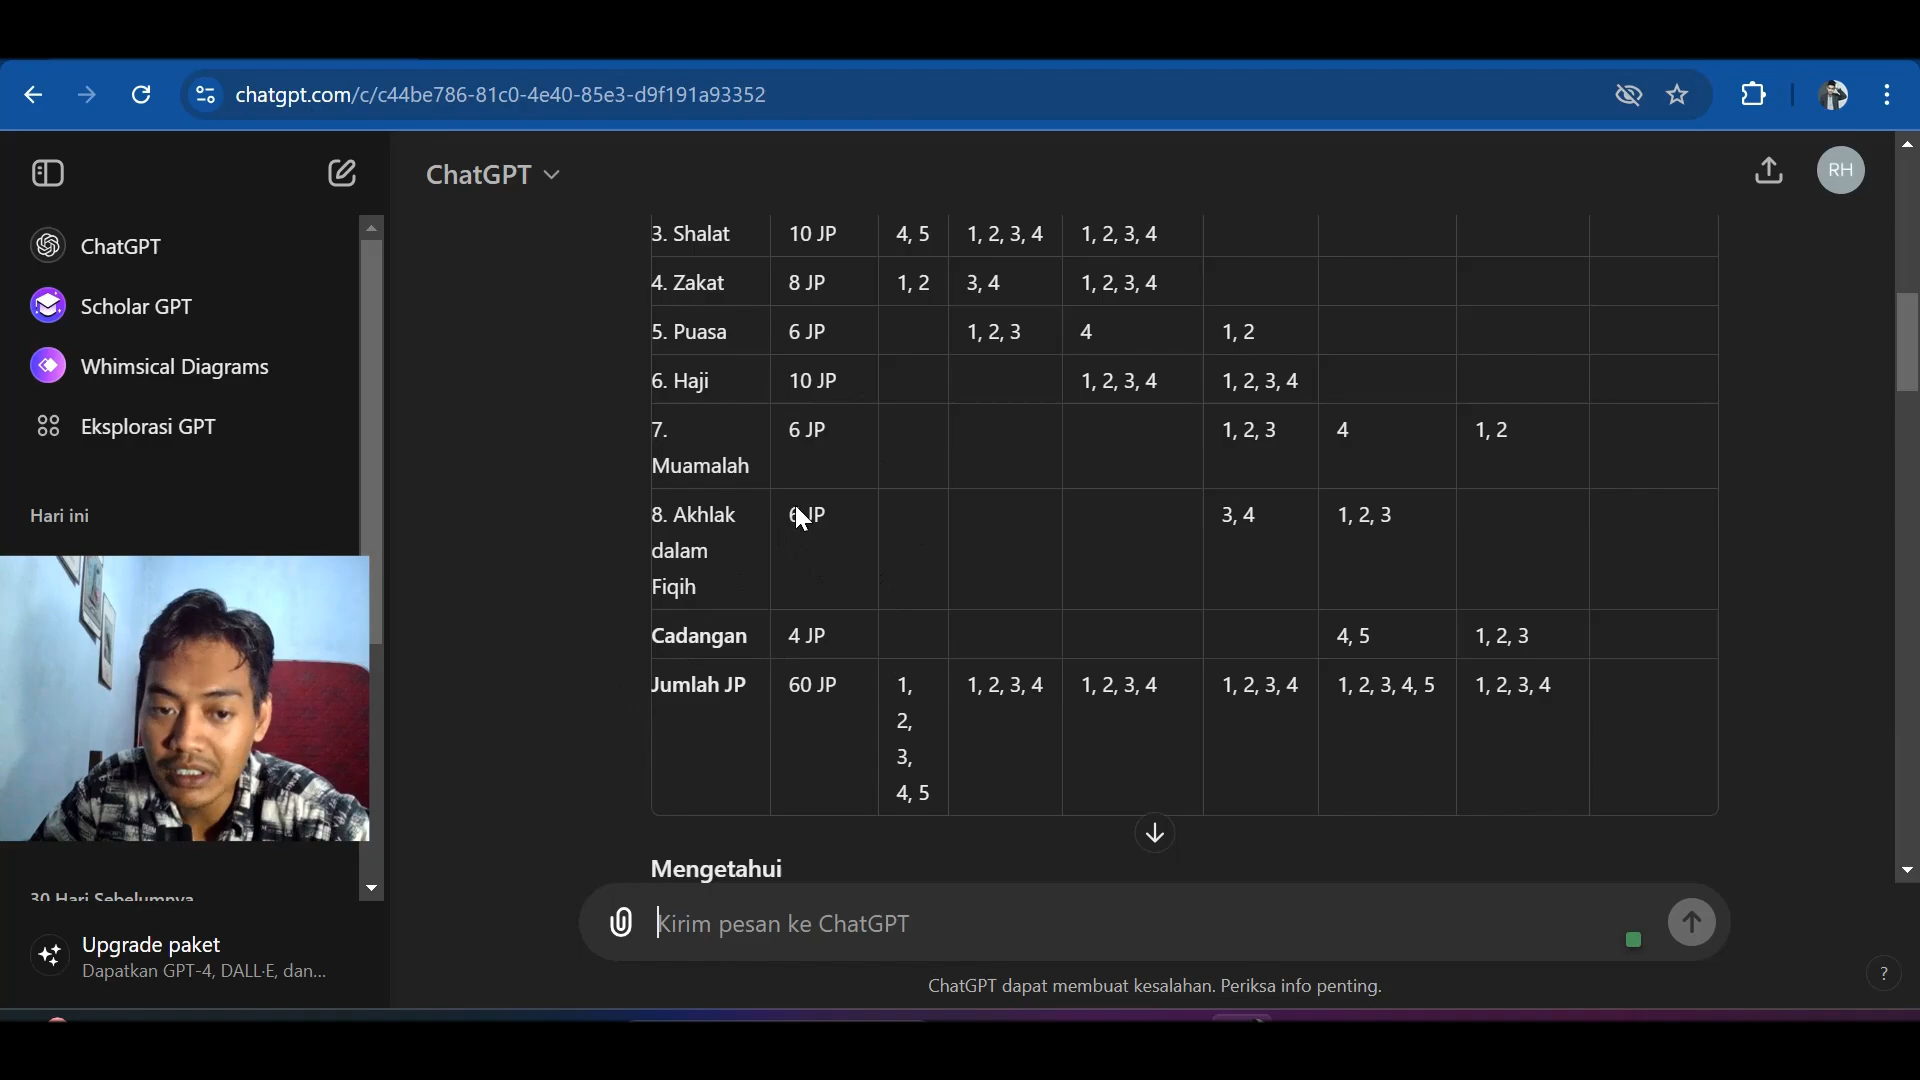 chatgpt.com/c/c44be786-81c0-4e40-85e3-d9f191a93352
ChatGPT
RH
ChatGPT
Scholar GPT
Whimsical Diagrams
Eksplorasi GPT
Hari ini
30 Hari Sebelumnya
Upgrade paket
Dapatkan GPT-4, DALL·E, dan...
3. Shalat 10 JP 4, 5 1, 2, 3, 4 1, 2, 3, 4
4. Zakat 8 JP 1, 2 3, 4 1, 2, 3, 4
5. Puasa 6 JP 1, 2, 3 4 1, 2
6. Haji 10 JP 1, 2, 3, 4 1, 2, 3, 4
7. 6 JP 1, 2, 3 4 1, 2
Muamalah
8. Akhlak 6 JP 3, 4 1, 2, 3
dalam
Fiqih
Cadangan 4 JP 4, 5 1, 2, 3
Jumlah JP 60 JP 1, 1, 2, 3, 4 1, 2, 3, 4 1, 2, 3, 4 1, 2, 3, 4, 5 1, 2, 3, 4
2,
3,
4, 5
Mengetahui
Kirim pesan ke ChatGPT
ChatGPT dapat membuat kesalahan. Periksa info penting.
?